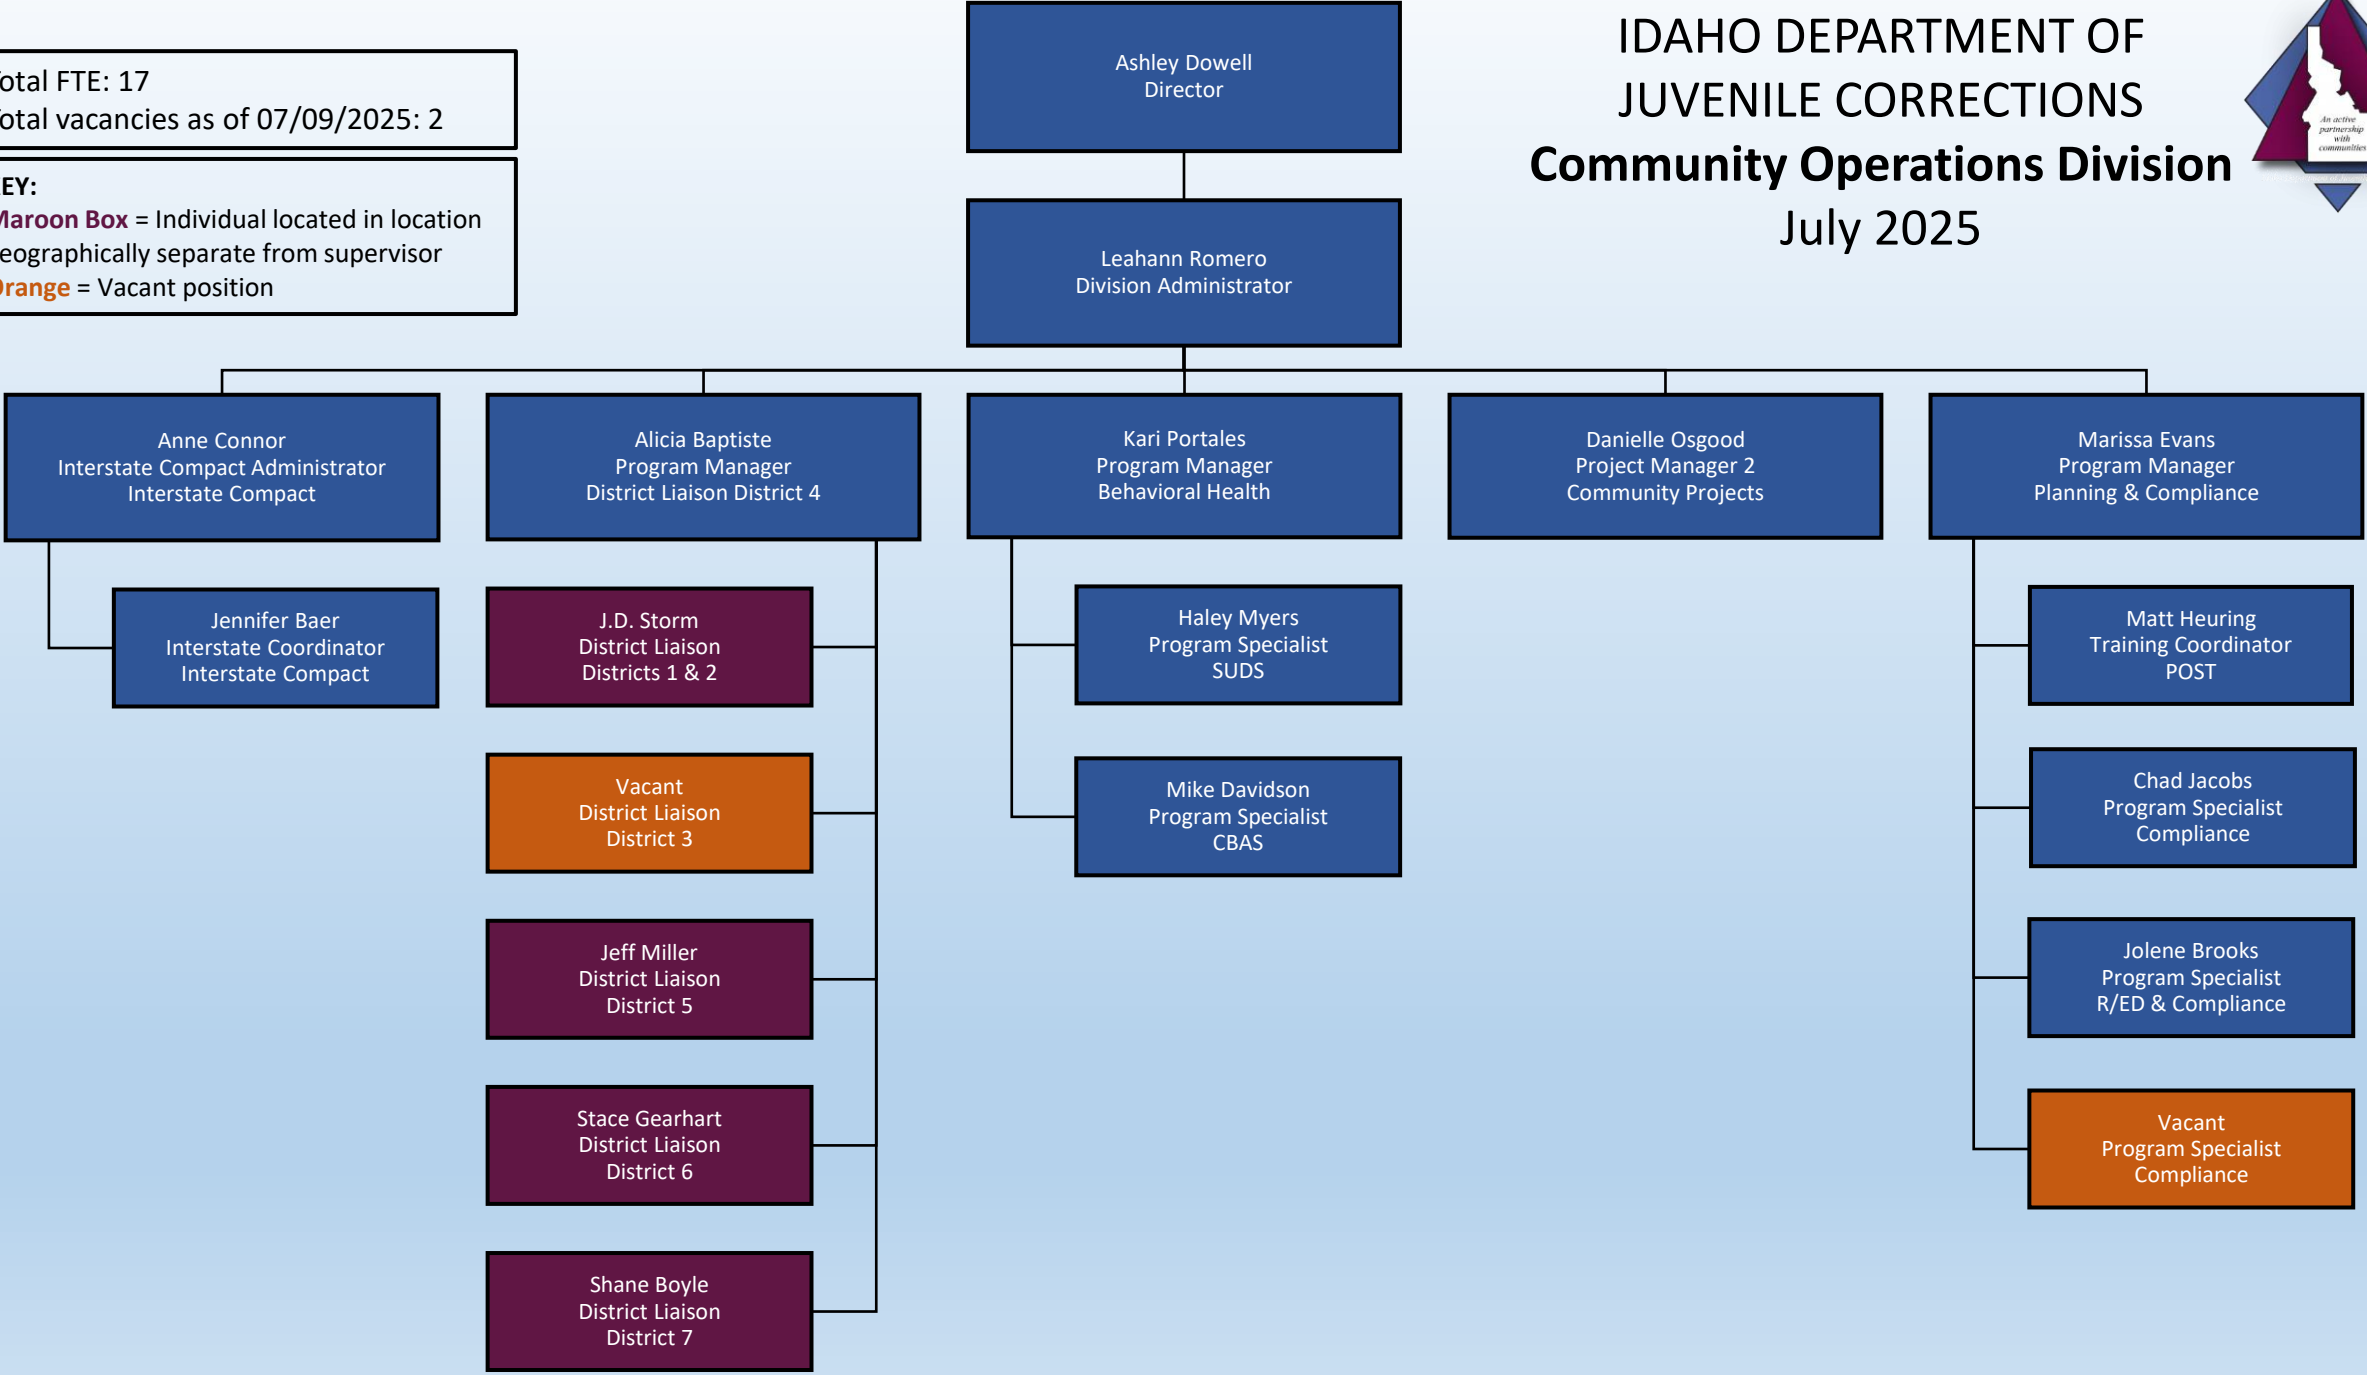 otal FTE: 17
otal vacancies as of 07/09/2025: 2
EY:
Maroon Box = Individual located in location
eographically separate from supervisor
Orange = Vacant position
IDAHO DEPARTMENT OF
JUVENILE CORRECTIONS
Community Operations Division
July 2025
An active
partnership
with
communities
Ashley Dowell
Director
Leahann Romero
Division Administrator
Anne Connor
Interstate Compact Administrator
Interstate Compact
Jennifer Baer
Interstate Coordinator
Interstate Compact
Alicia Baptiste
Program Manager
District Liaison District 4
J.D. Storm
District Liaison
Districts 1 & 2
Vacant
District Liaison
District 3
Jeff Miller
District Liaison
District 5
Stace Gearhart
District Liaison
District 6
Shane Boyle
District Liaison
District 7
Kari Portales
Program Manager
Behavioral Health
Haley Myers
Program Specialist
SUDS
Mike Davidson
Program Specialist
CBAS
Danielle Osgood
Project Manager 2
Community Projects
Marissa Evans
Program Manager
Planning & Compliance
Matt Heuring
Training Coordinator
POST
Chad Jacobs
Program Specialist
Compliance
Jolene Brooks
Program Specialist
R/ED & Compliance
Vacant
Program Specialist
Compliance